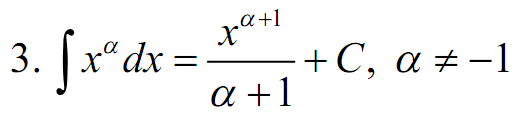 3. ∫ x^α dx = x^(α+1)/(α+1) + C, α ≠ −1